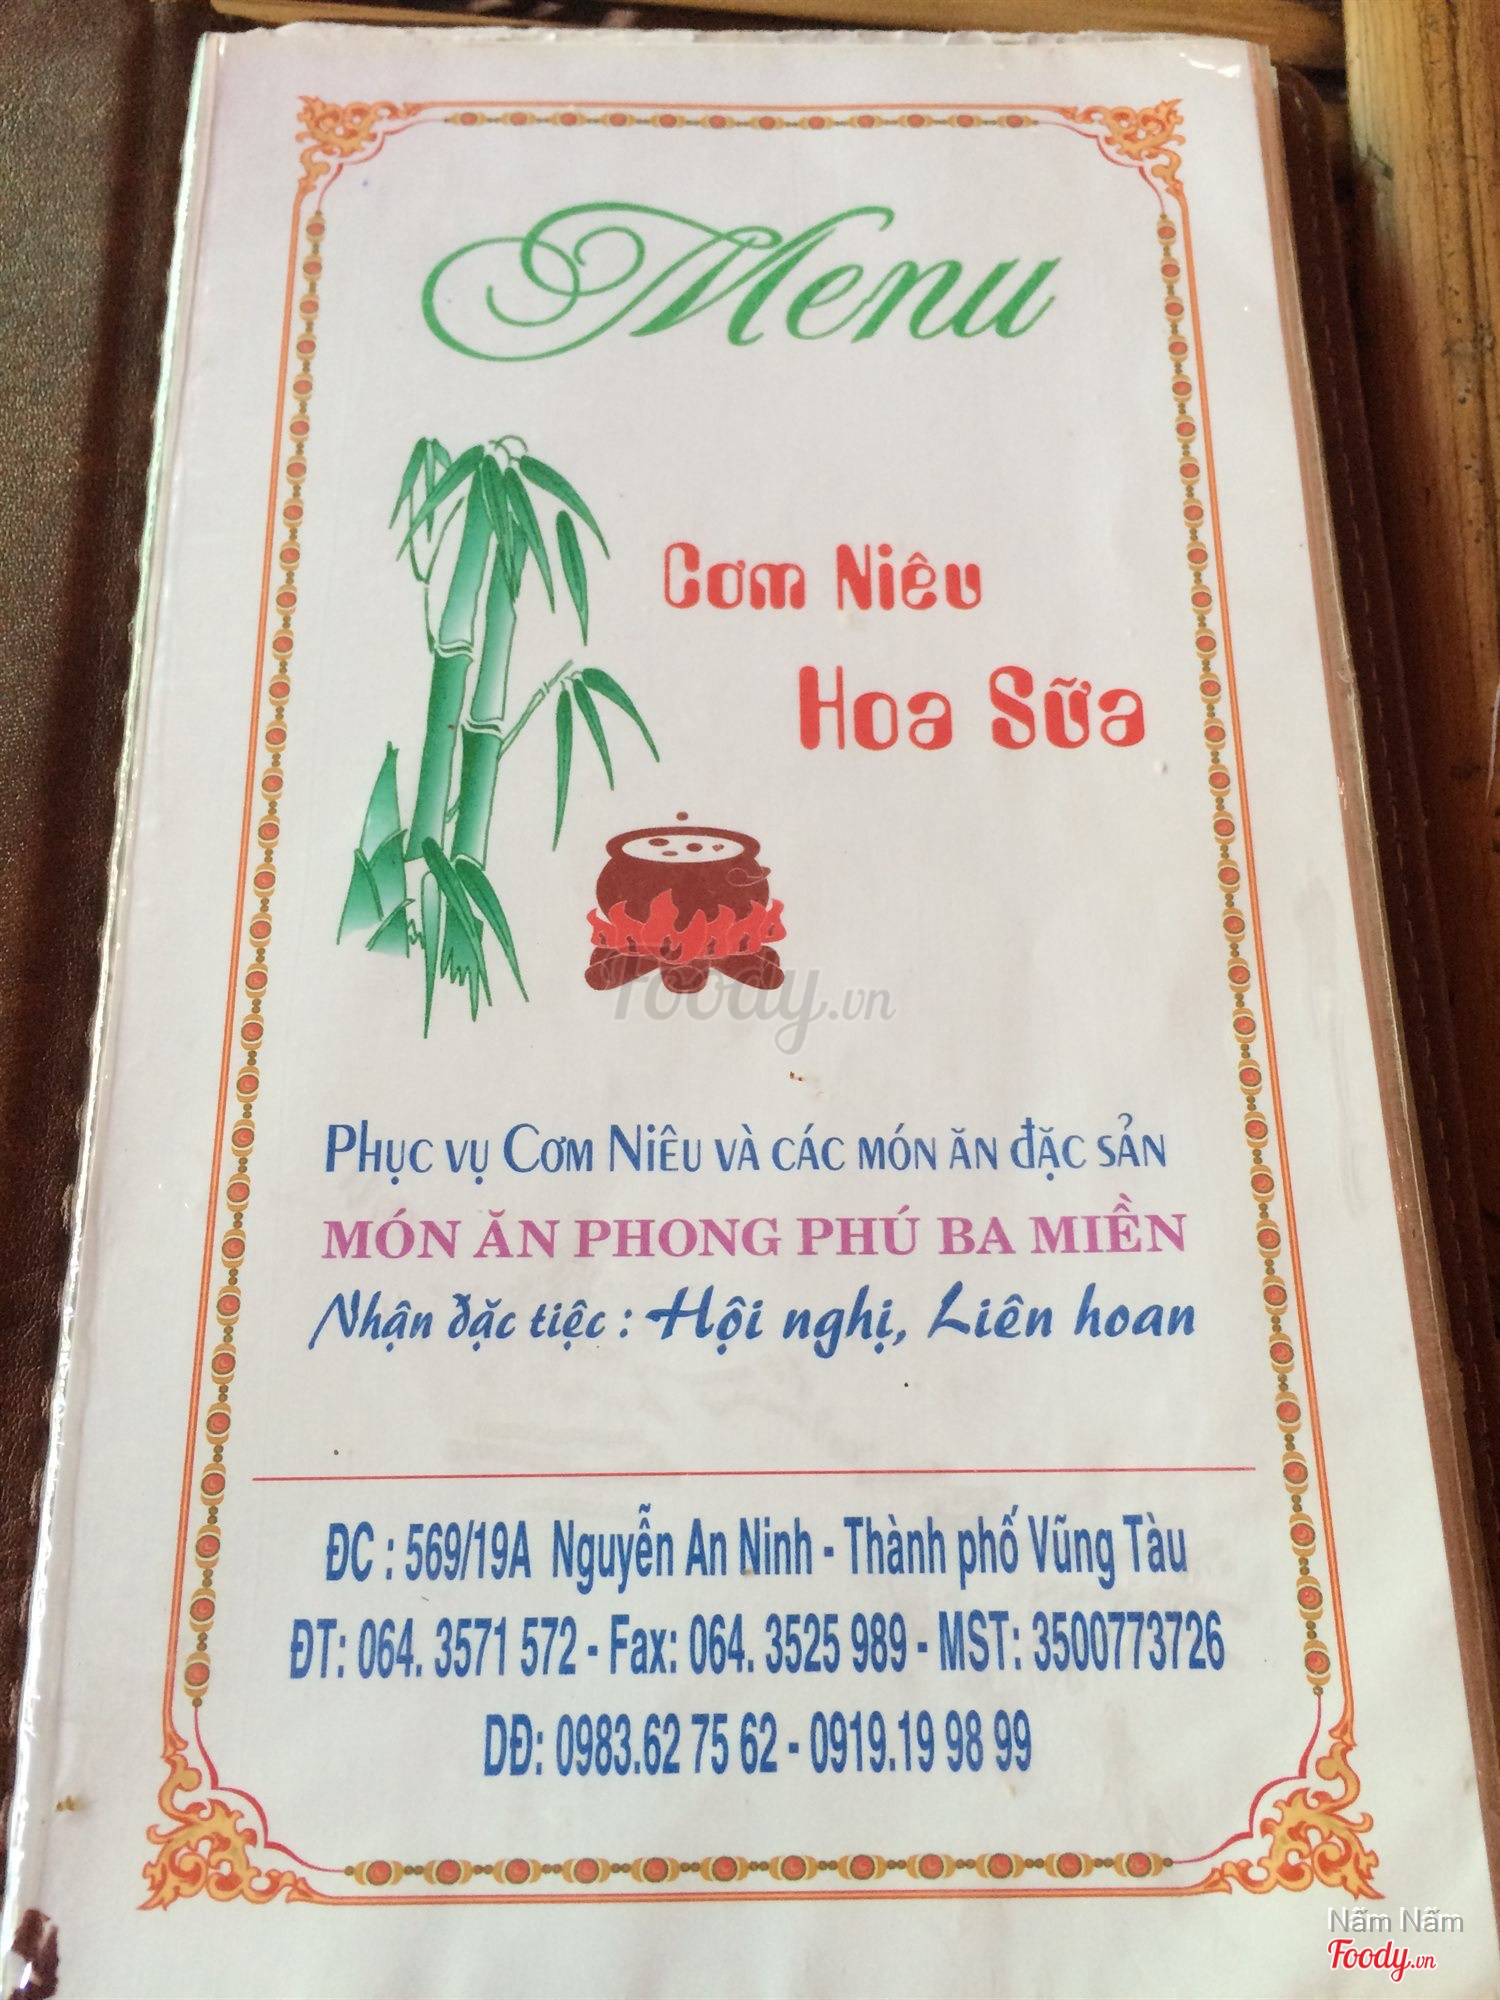 Menu
Cơm Niêu
Hoa Sữa
Foody.vn
Phục vụ Cơm Niêu và các món ăn đặc sản
MÓN ĂN PHONG PHÚ BA MIỀN
Nhận đặc tiệc : Hội nghị, Liên hoan
ĐC : 569/19A Nguyễn An Ninh - Thành phố Vũng Tàu
ĐT: 064. 3571 572 - Fax: 064. 3525 989 - MST: 3500773726
DĐ: 0983.62 75 62 - 0919.19 98 99
Nấm Nấm
Foody.vn